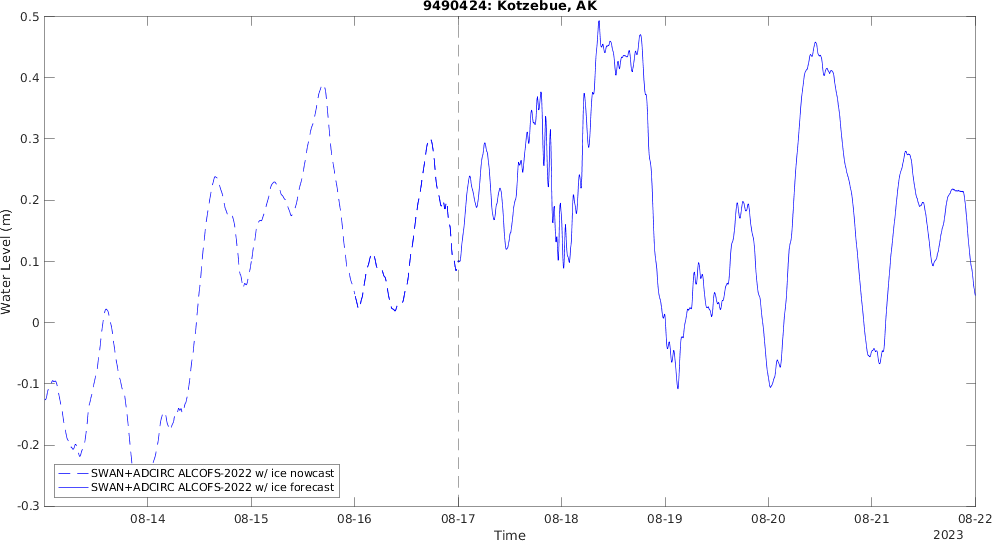 9490424: Kotzebue, AK
0.5
0.4
0.3
0.2
0.1
0
-0.1
-0.2
-0.3
Water Level (m)
SWAN+ADCIRC ALCOFS-2022 w/ ice nowcast
SWAN+ADCIRC ALCOFS-2022 w/ ice forecast
08-14 08-15 08-16 08-17 08-18 08-19 08-20 08-21 08-22
Time
2023